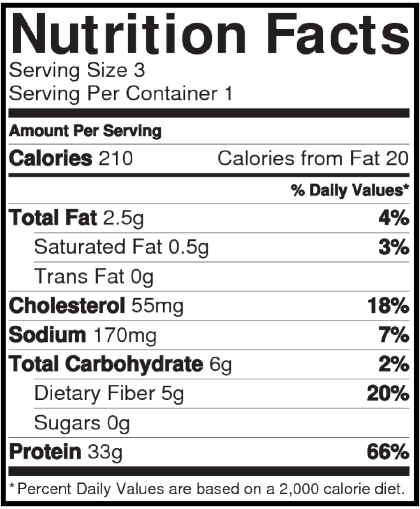 Nutrition Facts
Serving Size 3
Serving Per Container 1
Amount Per Serving
Calories 210 Calories from Fat 20
% Daily Values*
Total Fat 2.5g 4%
Saturated Fat 0.5g 3%
Trans Fat 0g
Cholesterol 55mg 18%
Sodium 170mg 7%
Total Carbohydrate 6g 2%
Dietary Fiber 5g 20%
Sugars 0g
Protein 33g 66%
*Percent Daily Values are based on a 2,000 calorie diet.